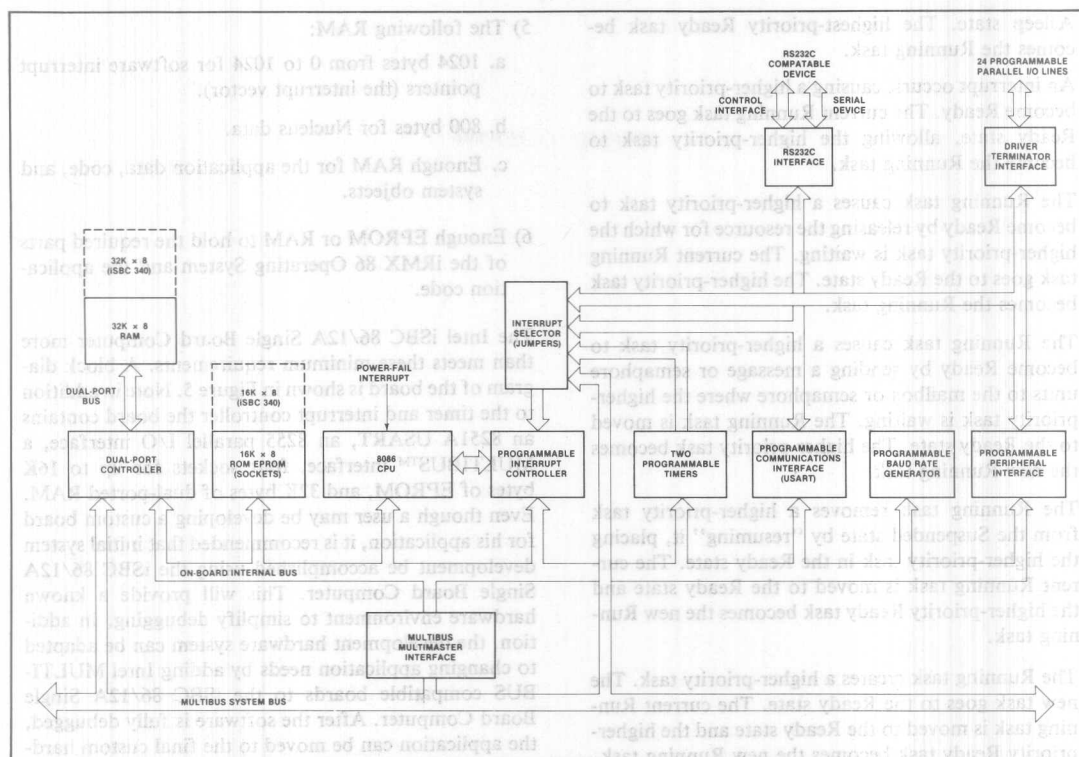 RS232C
COMPATABLE
DEVICE
24 PROGRAMMABLE
PARALLEL I/O LINES
CONTROL
INTERFACE
SERIAL
DEVICE
RS232C
INTERFACE
DRIVER
TERMINATOR
INTERFACE
32K × 8
(iSBC 340)
32K × 8
RAM
INTERRUPT
SELECTOR
(JUMPERS)
DUAL-PORT
BUS
16K × 8
(iSBC 340)
POWER-FAIL
INTERRUPT
DUAL-PORT
CONTROLLER
16K × 8
ROM EPROM
(SOCKETS)
8086
CPU
PROGRAMMABLE
INTERRUPT
CONTROLLER
TWO
PROGRAMMABLE
TIMERS
PROGRAMMABLE
COMMUNICATIONS
INTERFACE
(USART)
PROGRAMMABLE
BAUD RATE
GENERATOR
PROGRAMMABLE
PERIPHERAL
INTERFACE
ON-BOARD INTERNAL BUS
MULTIBUS
MULTIMASTER
INTERFACE
MULTIBUS SYSTEM BUS
Asleep state. The highest-priority Ready task be-
comes the Running task.
An interrupt occurs, causing a higher-priority task to
become Ready. The current Running task goes to the
Ready state, allowing the higher-priority task to
the Running task.
The Running task causes a higher-priority task to
become Ready by releasing the resource for which the
higher-priority task is waiting. The current Running
task goes to the Ready state. The higher-priority task
becomes the Running task.
The Running task causes a higher-priority task to
become Ready by sending a message or semaphore
units to the mailbox or semaphore where the higher-
priority task is waiting. The Running task is moved
to the Ready state. The higher-priority task becomes
the Running
The Running task removes a higher-priority task
from the Suspended state by "resuming" it, placing
the higher-priority task in the Ready state. The cur-
rent Running task is moved to the Ready state and
the higher-priority Ready task becomes the new Run-
ning task.
The Running task creates a higher-priority task. The
new task goes to the Ready state. The current Run-
ning task is moved to the Ready state and the higher-
priority Ready task becomes the new Running task.
5) The following RAM:
a. 1024 bytes from 0 to 1024 for software interrupt
pointers (the interrupt vector).
b. 800 bytes for Nucleus data.
c. Enough RAM for the application data, code, and
system objects.
6) Enough EPROM or RAM to hold the required parts
of the iRMX 86 Operating System and the applica-
tion code.
The Intel iSBC 86/12A Single Board Computer more
than meets these minimum requirements. A block dia-
gram of the board is shown in Figure 5. Note in addition
to the timer and interrupt controller the board contains
an 8251A USART, an 8255 parallel I/O interface, a
interface, sockets to 16K
bytes of EPROM, and 32K bytes of dual-ported RAM.
Even though a user may be developing a custom board
for his application, it is recommended that initial system
development be accomplished the iSBC 86/12A
Single Board Computer. This will provide a known
hardware environment to simplify debugging. In addi-
tion the development hardware system can be adapted
to changing application needs by adding Intel MULTI-
BUS compatible boards to the iSBC 86/12A Single
Board Computer. After the software is fully debugged,
the application can be moved to the final custom hard-